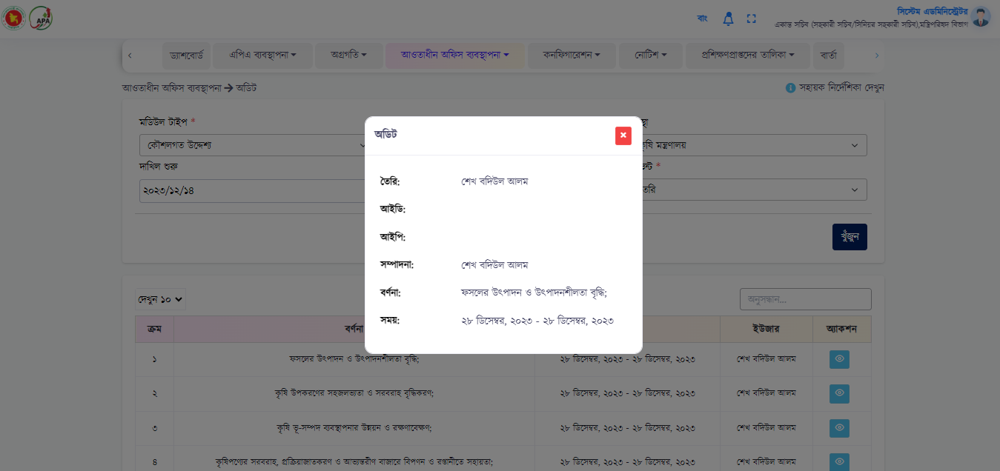 APA
বাং
সিস্টেম এডমিনিস্ট্রেটর
একান্ত সচিব (সহকারী সচিব/সিনিয়র সহকারী সচিব),মন্ত্রিপরিষদ বিভাগ
ড্যাশবোর্ড
এপিএ ব্যবস্থাপনা
অগ্রগতি
আওতাধীন অফিস ব্যবস্থাপনা
কনফিগারেশন
নোটিশ
প্রশিক্ষণপ্রাপ্তদের তালিকা
বার্তা
আওতাধীন অফিস ব্যবস্থাপনা → অডিট
সহায়ক নির্দেশিকা দেখুন
মডিউল টাইপ *
কৌশলগত উদ্দেশ্য
মন্ত্রণালয়
দাখিল শুরু
*
২০২৩/১২/১৪
খুঁজুন
অডিট
তৈরি: শেখ বদিউল আলম
আইডি:
আইপি:
সম্পাদনা: শেখ বদিউল আলম
বর্ণনা: ফসলের উৎপাদন ও উৎপাদনশীলতা বৃদ্ধি;
সময়: ২৮ ডিসেম্বর, ২০২৩ - ২৮ ডিসেম্বর, ২০২৩
দেখুন ১০
অনুসন্ধান...
ক্রম বর্ণনা ইউজার অ্যাকশন
১ ফসলের উৎপাদন ও উৎপাদনশীলতা বৃদ্ধি; ২৮ ডিসেম্বর, ২০২৩ - ২৮ ডিসেম্বর, ২০২৩ শেখ বদিউল আলম
২ কৃষি উপকরণের সহজলভ্যতা ও সরবরাহ বৃদ্ধিকরণ; ২৮ ডিসেম্বর, ২০২৩ - ২৮ ডিসেম্বর, ২০২৩ শেখ বদিউল আলম
৩ কৃষি ভূ-সম্পদ ব্যবস্থাপনার উন্নয়ন ও রক্ষণাবেক্ষণ; ২৮ ডিসেম্বর, ২০২৩ - ২৮ ডিসেম্বর, ২০২৩ শেখ বদিউল আলম
৪ কৃষিপণ্যের সরবরাহ, প্রক্রিয়াজাতকরণ ও আভ্যন্তরীণ বাজারে বিপণন ও রপ্তানীতে সহায়তা; ২৮ ডিসেম্বর, ২০২৩ - ২৮ ডিসেম্বর, ২০২৩ শেখ বদিউল আলম